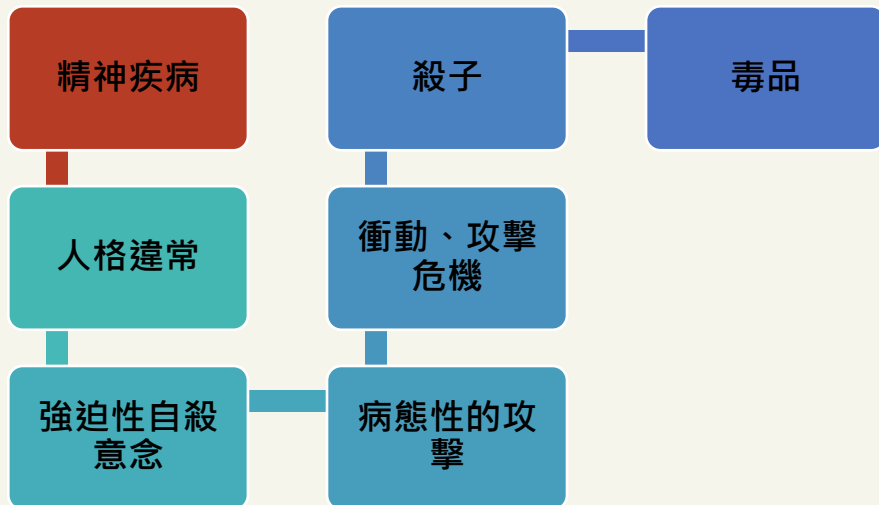 精神疾病
人格違常
強迫性自殺
意念
病態性的攻
擊
衝動、攻擊
危機
殺子
毒品